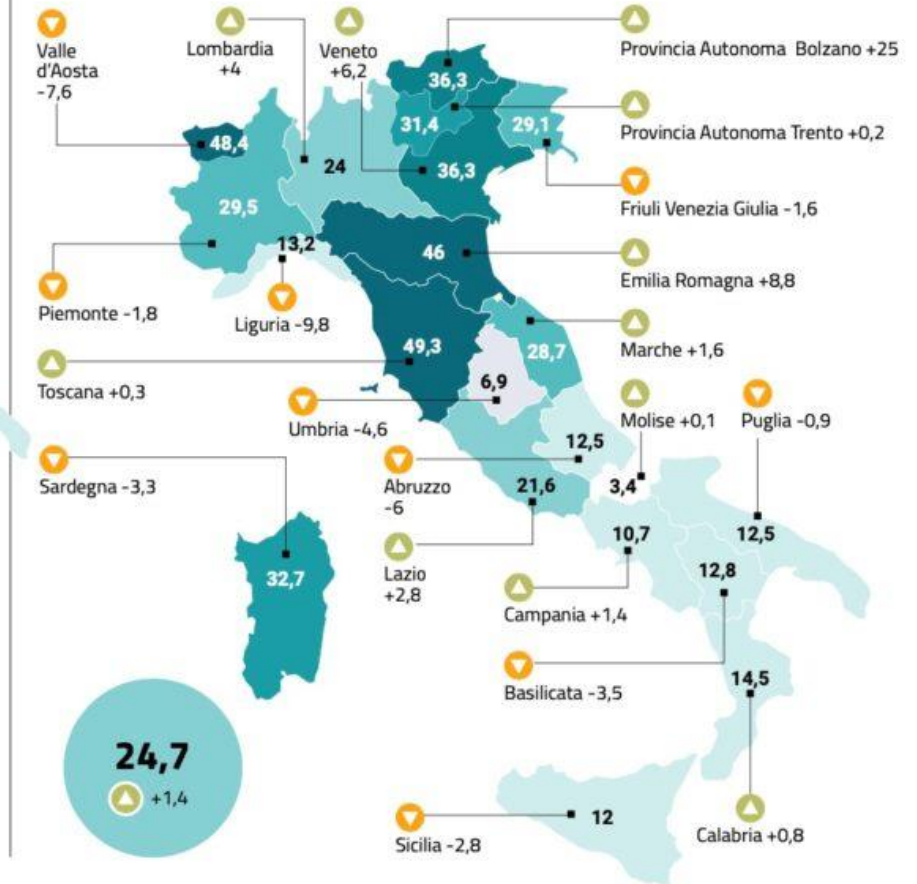 Valle
d'Aosta
-7,6
Lombardia
+4
Veneto
+6,2
Provincia Autonoma Bolzano +25
36,3
Provincia Autonoma Trento +0,2
31,4
29,1
48,4
24
36,3
Friuli Venezia Giulia -1,6
29,5
13,2
46
Emilia Romagna +8,8
Piemonte -1,8
Liguria -9,8
49,3
28,7
Marche +1,6
Toscana +0,3
6,9
Umbria -4,6
Molise +0,1
Puglia -0,9
12,5
Sardegna -3,3
Abruzzo
-6
21,6
3,4
10,7
12,5
32,7
Lazio
+2,8
12,8
Campania +1,4
Basilicata -3,5
14,5
24,7
+1,4
12
Sicilia -2,8
Calabria +0,8